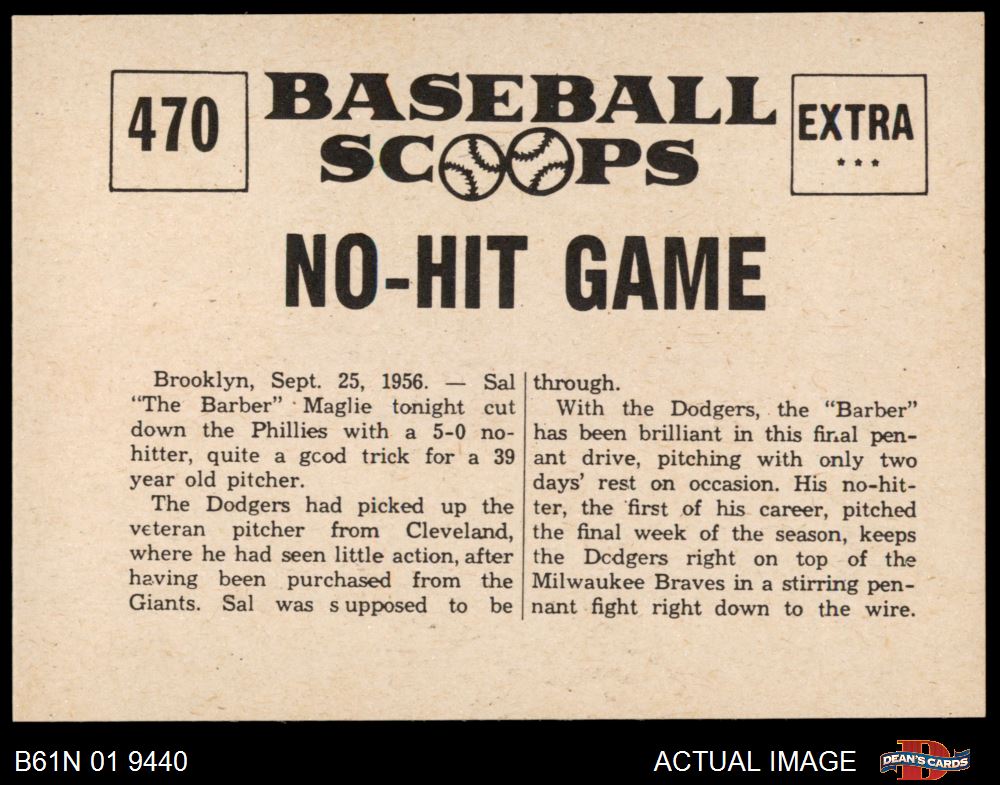 470
BASEBALL
SCOOPS
EXTRA
***
NO-HIT GAME
Brooklyn, Sept. 25, 1956. — Sal
“The Barber” Maglie tonight cut
down the Phillies with a 5-0 no-
hitter, quite a good trick for a 39
year old pitcher.
The Dodgers had picked up the
veteran pitcher from Cleveland,
where he had seen little action, after
having been purchased from the
Giants. Sal was supposed to be
through.
With the Dodgers, the “Barber”
has been brilliant in this final pen-
ant drive, pitching with only two
days’ rest on occasion. His no-hit-
ter, the first of his career, pitched
the final week of the season, keeps
the Dodgers right on top of the
Milwaukee Braves in a stirring pen-
nant fight right down to the wire.
B61N 01 9440
ACTUAL IMAGE
D
DEAN'S CARDS